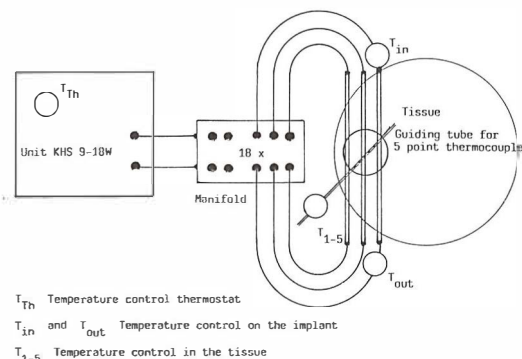 T_in
T_Th
Tissue
Guiding tube for
5 point thermocouple
Unit KHS 9-18W
18 x
Manifold
T_1-5
T_out
T_Th Temperature control thermostat
T_in and T_out Temperature control on the implant
T_1-5 Temperature control in the tissue